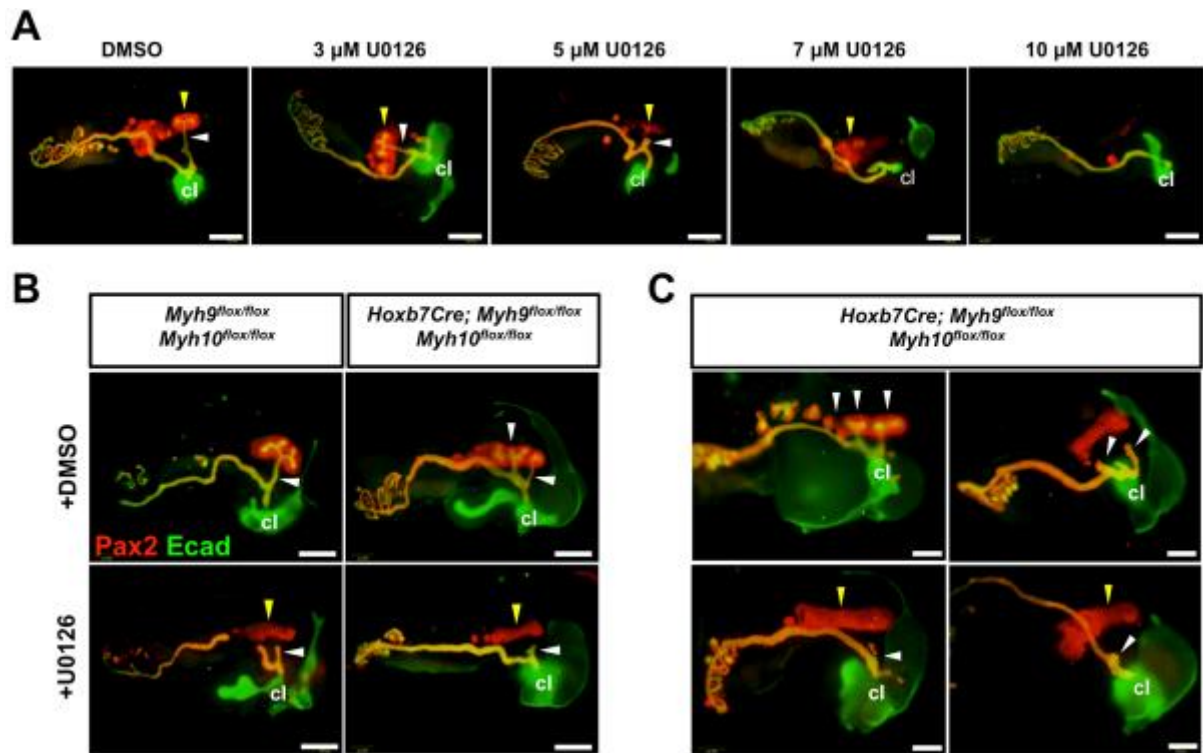 A
DMSO
3 µM U0126
5 µM U0126
7 µM U0126
10 µM U0126
cl
cl
cl
cl
cl
B
C
Myh9flox/flox
Myh10flox/flox
Hoxb7Cre; Myh9flox/flox
Myh10flox/flox
Hoxb7Cre; Myh9flox/flox
Myh10flox/flox
+DMSO
cl
cl
cl
cl
Pax2 Ecad
+U0126
cl
cl
cl
cl